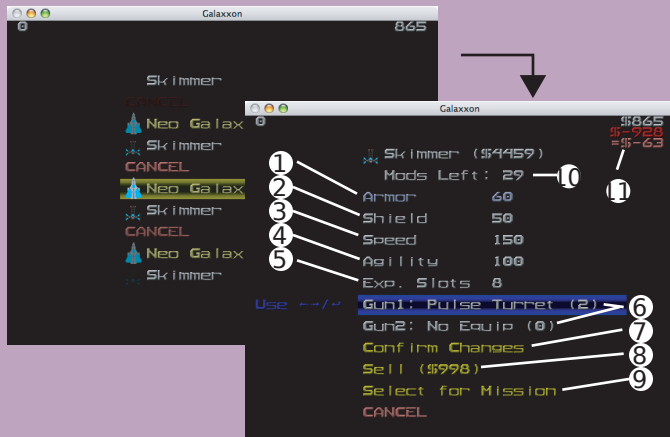 Galaxxon
0 865
Skimmer
CANCEL
Neo Galax
Skimmer
CANCEL
Neo Galax
Skimmer
CANCEL
Neo Galax
Skimmer
Galaxxon
0 $865
$-928
=$-63
Skimmer ($4459)
Mods Left: 29
Armor 60
Shield 50
Speed 150
Agility 100
Exp. Slots 8
Use ←→/↵
Gun1: Pulse Turret (2)
Gun2: No Equip (0)
Confirm Changes
Sell ($998)
Select for Mission
CANCEL
1
2
3
4
5
6
7
8
9
10
11